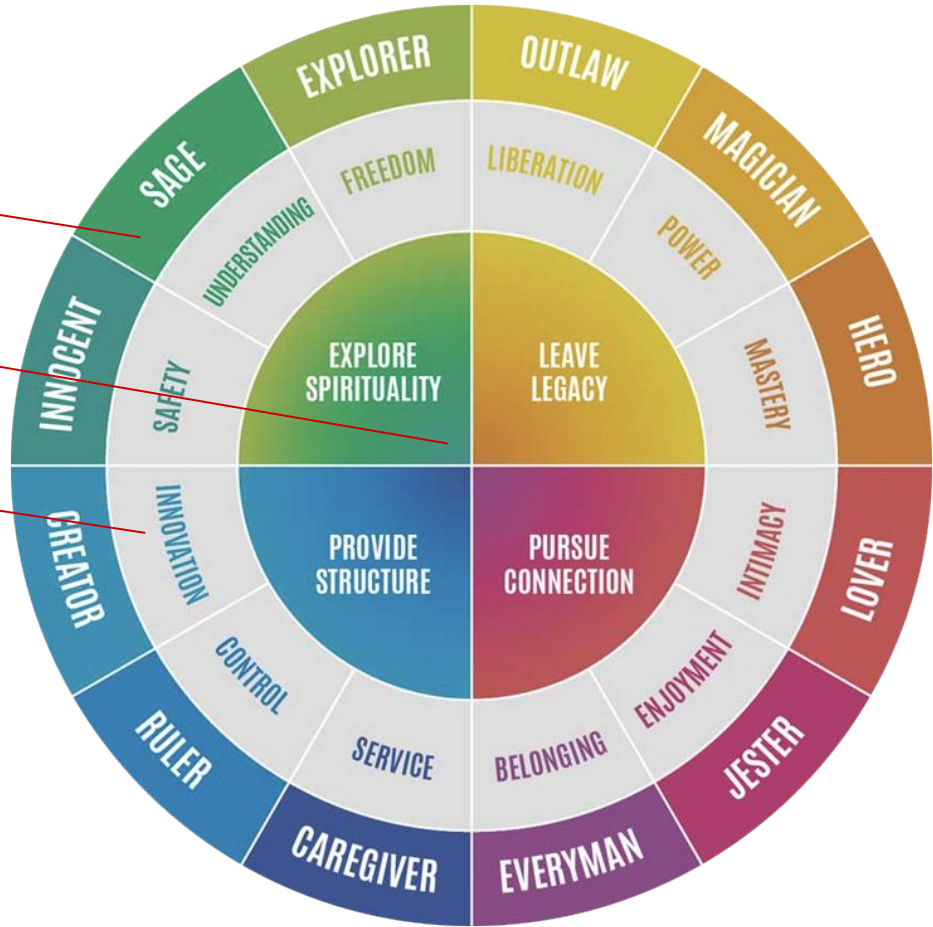 EXPLORER
OUTLAW
MAGICIAN
HERO
LOVER
JESTER
EVERYMAN
CAREGIVER
RULER
CREATOR
INNOCENT
SAGE
FREEDOM
LIBERATION
POWER
MASTERY
INTIMACY
ENJOYMENT
BELONGING
SERVICE
CONTROL
INNOVATION
SAFETY
UNDERSTANDING
EXPLORE
SPIRITUALITY
LEAVE
LEGACY
PROVIDE
STRUCTURE
PURSUE
CONNECTION